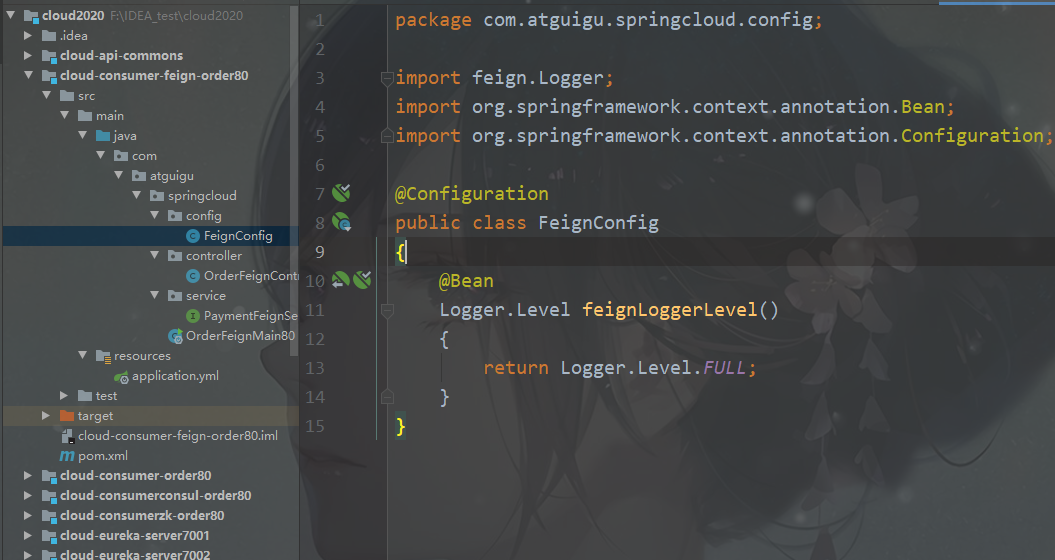 cloud2020 F:\IDEA_test\cloud2020
.idea
cloud-api-commons
cloud-consumer-feign-order80
src
main
java
com
atguigu
springcloud
config
FeignConfig
controller
OrderFeignCont
service
PaymentFeignSe
OrderFeignMain80
resources
application.yml
test
target
cloud-consumer-feign-order80.iml
pom.xml
cloud-consumer-order80
cloud-consumerconsul-order80
cloud-consumerzk-order80
cloud-eureka-server7001
cloud-eureka-server7002
1 package com.atguigu.springcloud.config;
2
3 import feign.Logger;
4 import org.springframework.context.annotation.Bean;
5 import org.springframework.context.annotation.Configuration;
6
7 @Configuration
8 public class FeignConfig
9 {
10 @Bean
11 Logger.Level feignLoggerLevel()
12 {
13 return Logger.Level.FULL;
14 }
15 }